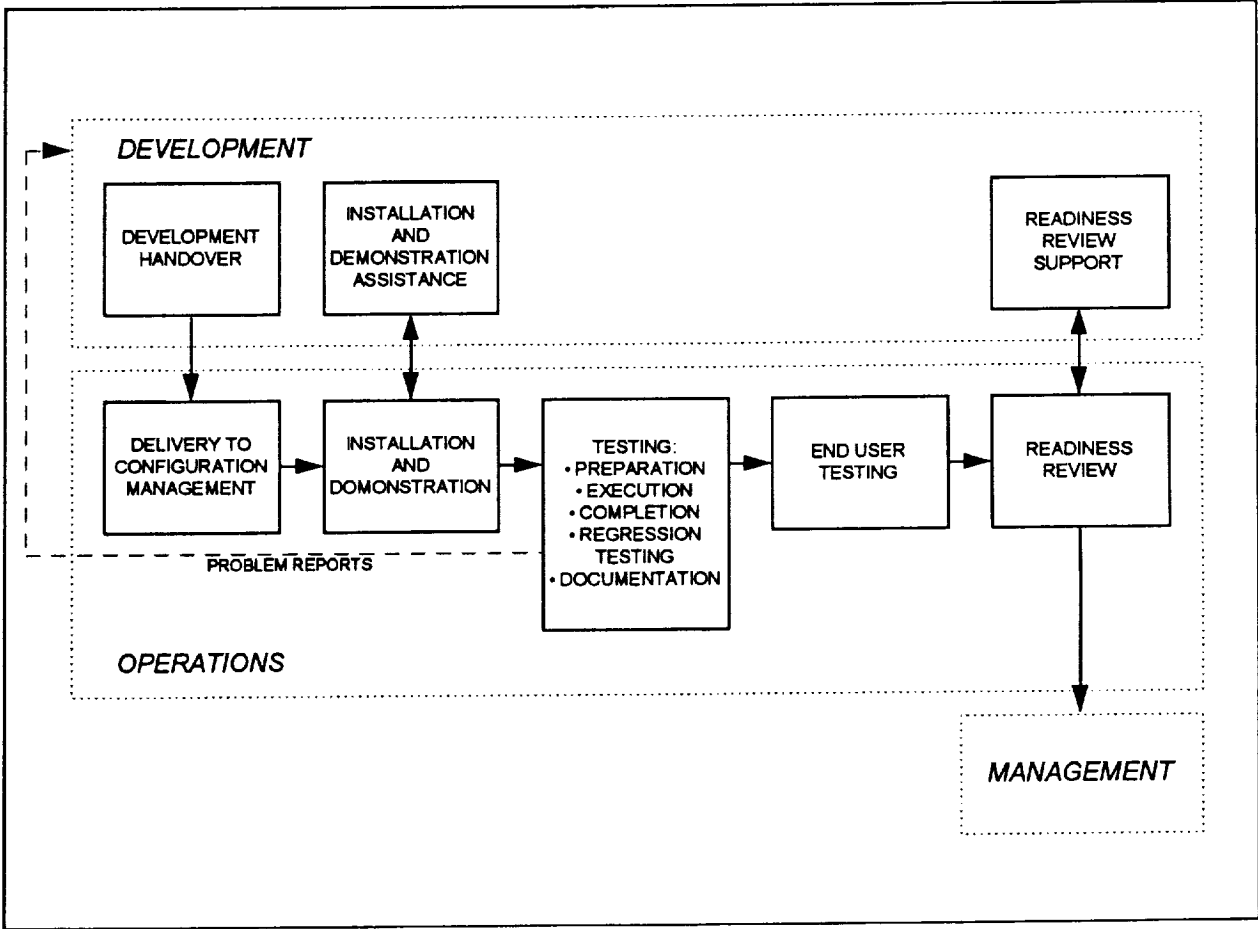 DEVELOPMENT
DEVELOPMENT
HANDOVER
INSTALLATION
AND
DEMONSTRATION
ASSISTANCE
READINESS
REVIEW
SUPPORT
DELIVERY TO
CONFIGURATION
MANAGEMENT
INSTALLATION
AND
DOMONSTRATION
TESTING:
• PREPARATION
• EXECUTION
• COMPLETION
• REGRESSION
TESTING
• DOCUMENTATION
END USER
TESTING
READINESS
REVIEW
PROBLEM REPORTS
OPERATIONS
MANAGEMENT